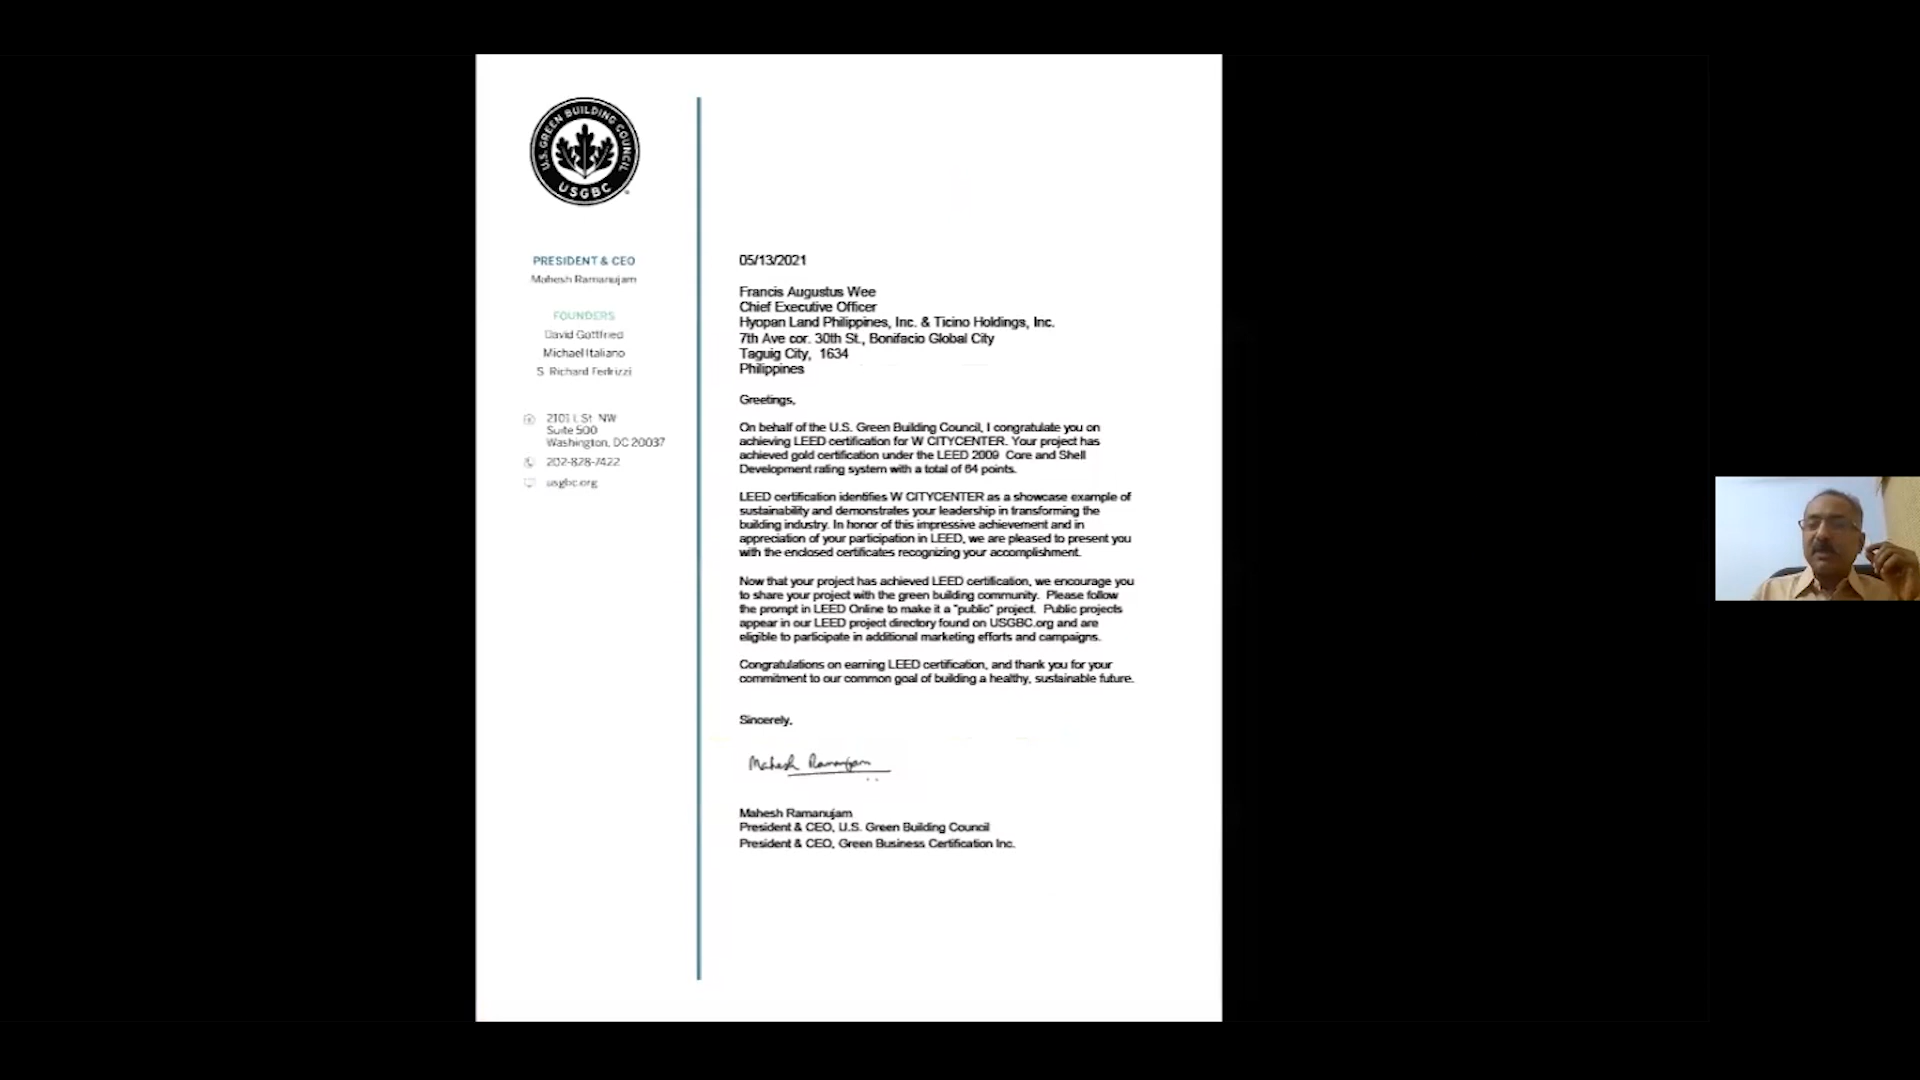 U.S. GREEN BUILDING COUNCIL
USGBC
PRESIDENT & CEO
Mahesh Ramanujam
FOUNDERS
David Gottfried
Michael Italiano
S. Richard Fedrizzi
2101 L St. NW
Suite 500
Washington, DC 20037
202-828-7422
usgbc.org
05/13/2021
Francis Augustus Wee
Chief Executive Officer
Hyopan Land Philippines, Inc. & Ticino Holdings, Inc.
7th Ave cor. 30th St., Bonifacio Global City
Taguig City, 1634
Philippines
Greetings,
On behalf of the U.S. Green Building Council, I congratulate you on
achieving LEED certification for W CITYCENTER. Your project has
achieved gold certification under the LEED 2009 Core and Shell
Development rating system with a total of 64 points.
LEED certification identifies W CITYCENTER as a showcase example of
sustainability and demonstrates your leadership in transforming the
building industry. In honor of this impressive achievement and in
appreciation of your participation in LEED, we are pleased to present you
with the enclosed certificates recognizing your accomplishment.
Now that your project has achieved LEED certification, we encourage you
to share your project with the green building community. Please follow
the prompt in LEED Online to make it a "public" project. Public projects
appear in our LEED project directory found on USGBC.org and are
eligible to participate in additional marketing efforts and campaigns.
Congratulations on earning LEED certification, and thank you for your
commitment to our common goal of building a healthy, sustainable future.
Sincerely,
Mahesh Ramanujam
Mahesh Ramanujam
President & CEO, U.S. Green Building Council
President & CEO, Green Business Certification Inc.